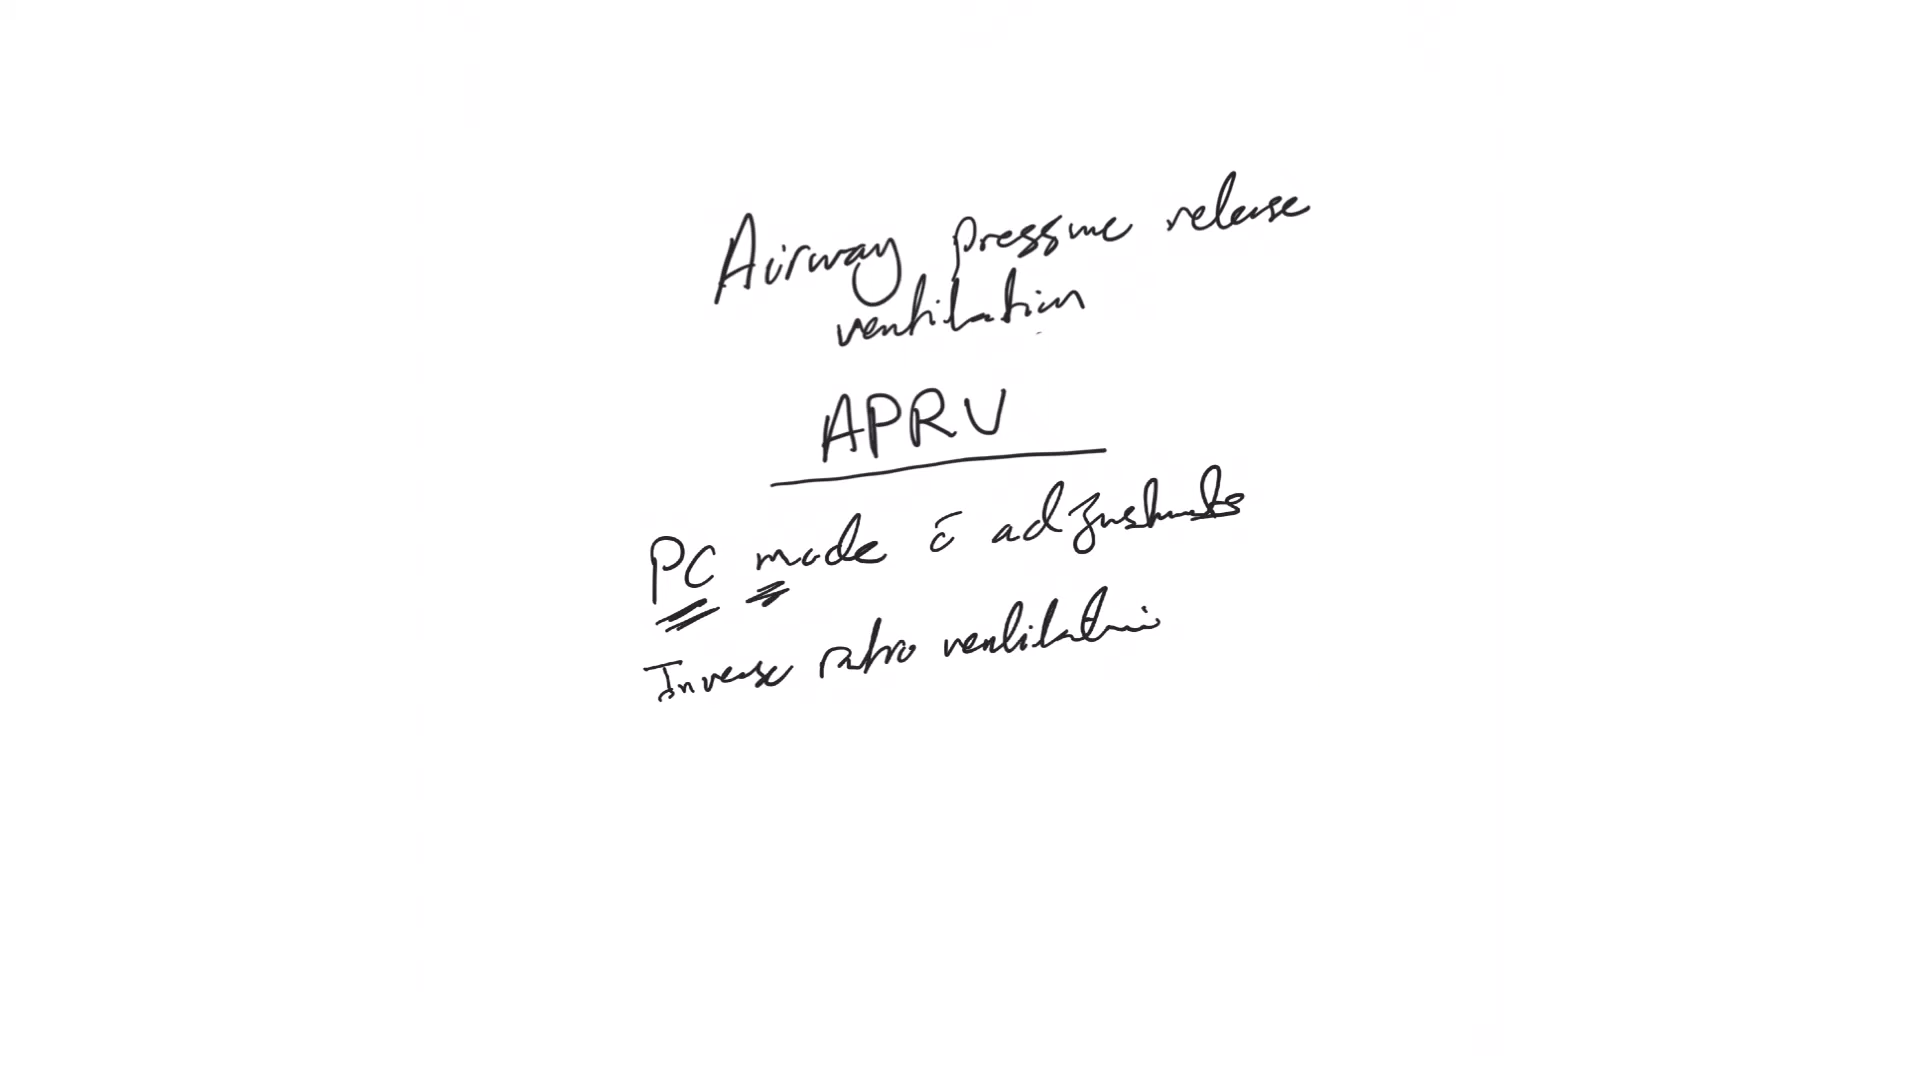 Airway pressure release
ventilation
APRV
PC mode c̄ adjustments
Inverse ratio ventilation